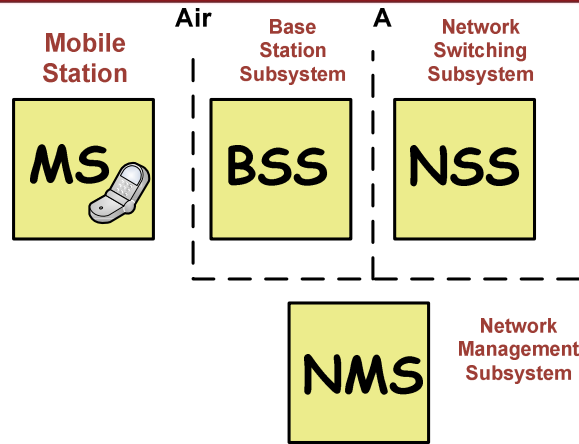 Air
A
Mobile
Station
Base
Station
Subsystem
Network
Switching
Subsystem
MS
BSS
NSS
NMS
Network
Management
Subsystem